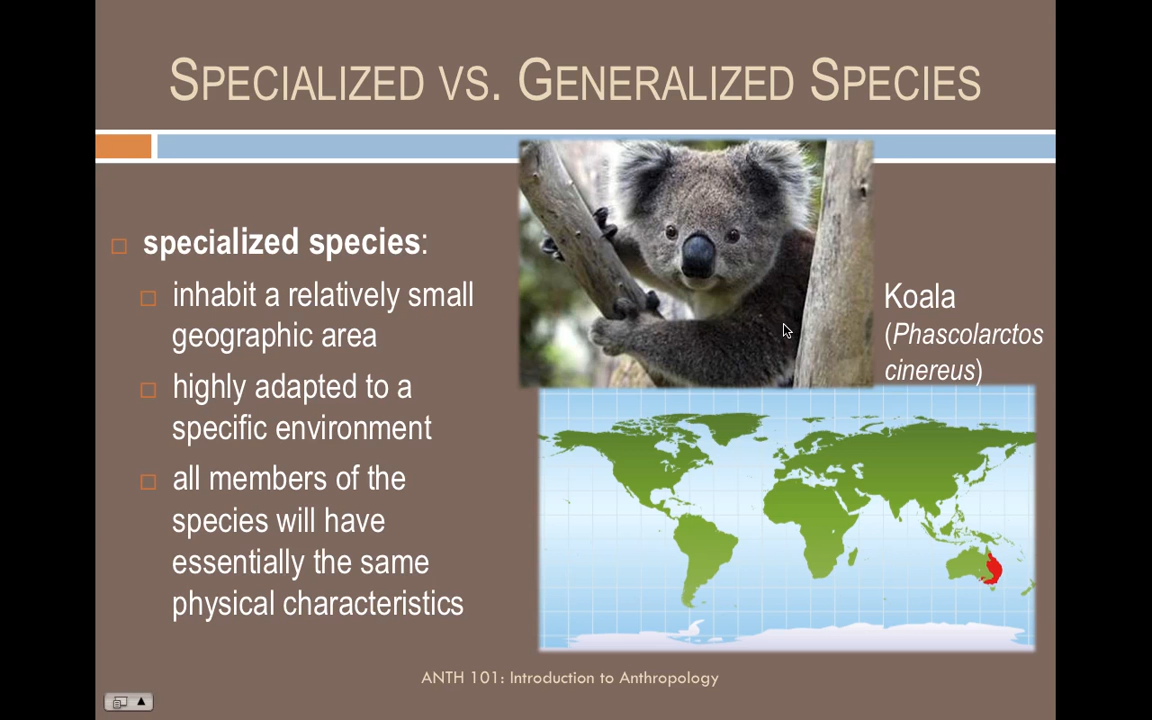 SPECIALIZED VS. GENERALIZED SPECIES
specialized species:
inhabit a relatively small
geographic area
highly adapted to a
specific environment
all members of the
species will have
essentially the same
physical characteristics
Koala
(Phascolarctos
cinereus)
ANTH 101: Introduction to Anthropology